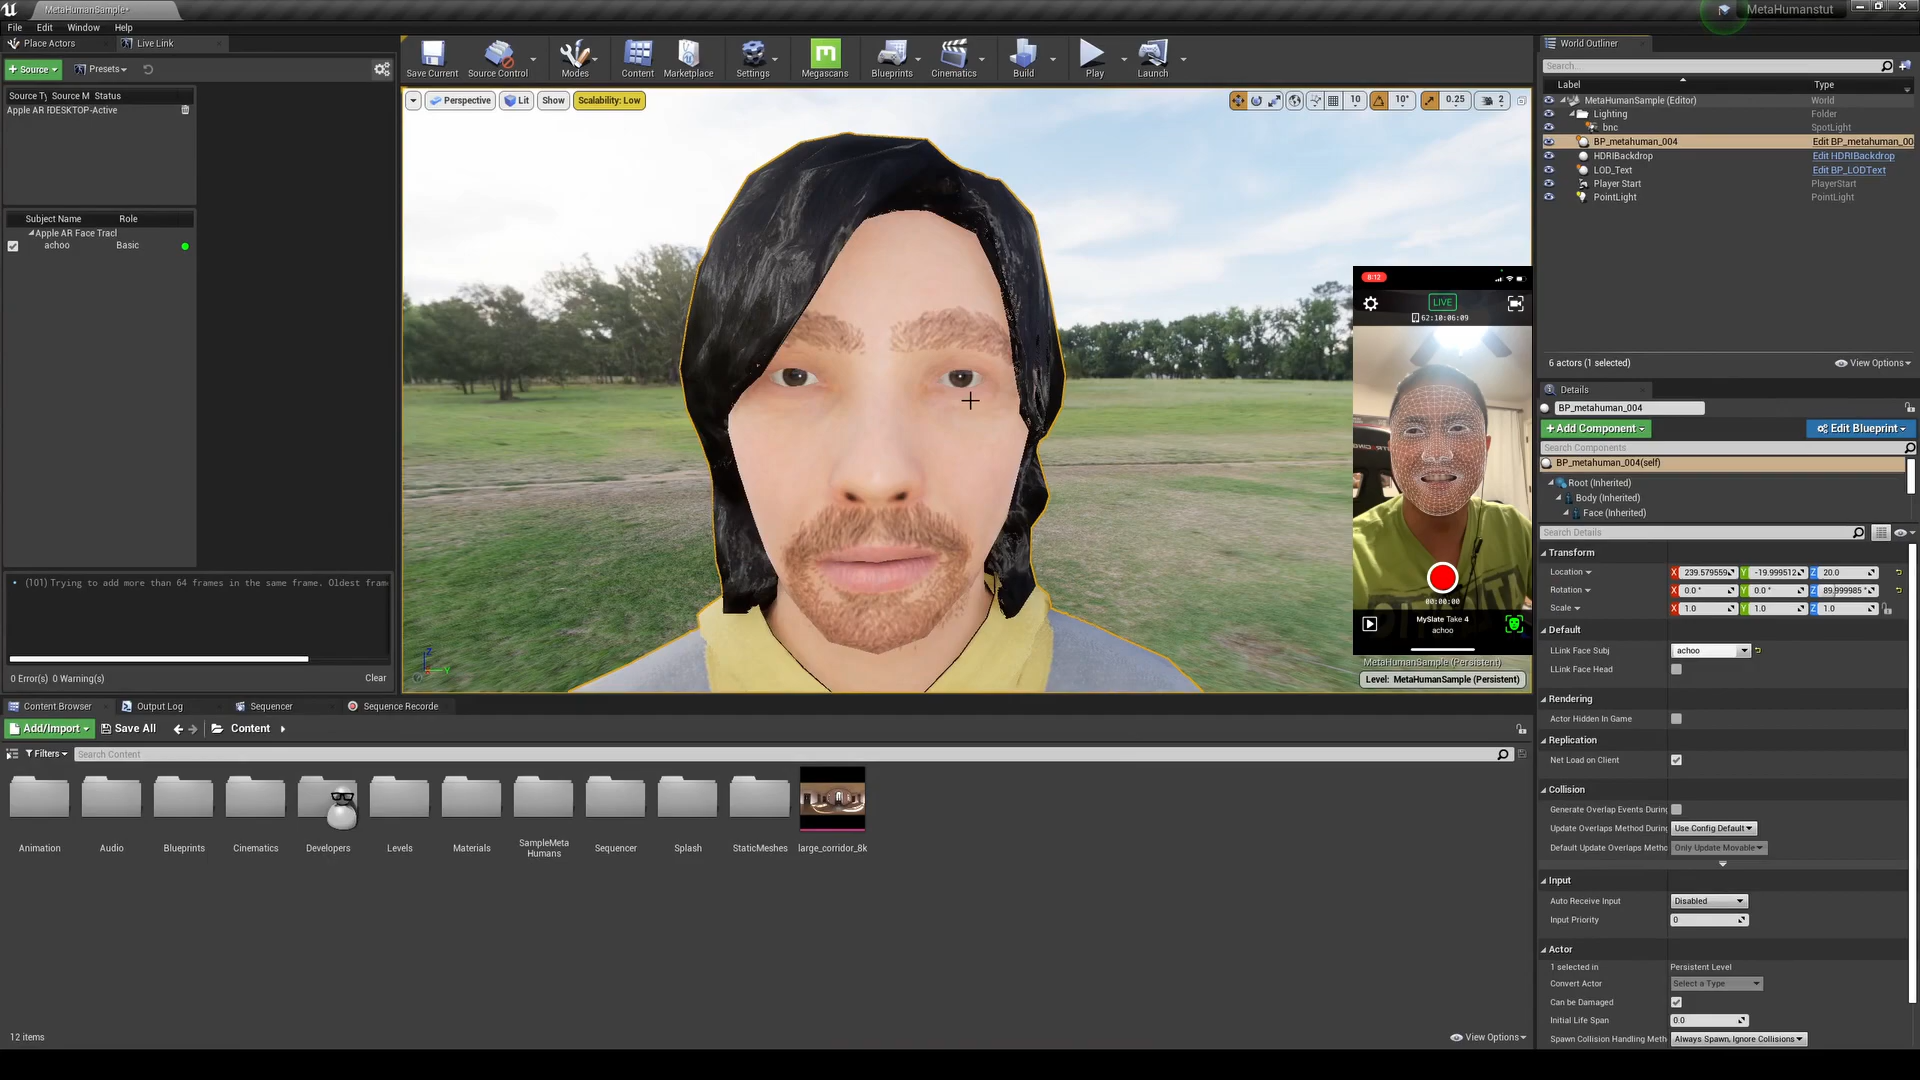 MetaHumanSample*
MetaHumanstut
File Edit Window Help
Place Actors Live Link
+ Source Presets
Source Ty Source M Status
Apple AR F DESKTOP-Active
Subject Name Role
Apple AR Face Tracl
achoo Basic
(101) Trying to add more than 64 frames in the same frame. Oldest fram
0 Error(s) 0 Warning(s) Clear
Save Current Source Control Modes Content Marketplace Settings Megascans Blueprints Cinematics Build Play Launch
Perspective Lit Show Scalability: Low
10 10° 0.25 2
8:12
LIVE
62:10:06:09
00:00:00
MySlate Take 4
achoo
MetaHumanSample (Persistent)
Level: MetaHumanSample (Persistent)
World Outliner
Search...
Label Type
MetaHumanSample (Editor) World
Lighting Folder
bnc SpotLight
BP_metahuman_004 Edit BP_metahuman_00
HDRIBackdrop Edit HDRIBackdrop
LOD_Text Edit BP_LODText
Player Start PlayerStart
PointLight PointLight
6 actors (1 selected) View Options
Details
BP_metahuman_004
+ Add Component Edit Blueprint
Search Components
BP_metahuman_004(self)
Root (Inherited)
Body (Inherited)
Face (Inherited)
Search Details
Transform
Location X 239.579559 Y -19.999512 Z 20.0
Rotation X 0.0° Y 0.0° Z 89.999985°
Scale X 1.0 Y 1.0 Z 1.0
Default
LLink Face Subj achoo
LLink Face Head
Rendering
Actor Hidden In Game
Replication
Net Load on Client
Collision
Generate Overlap Events During
Update Overlaps Method During Use Config Default
Default Update Overlaps Metho Only Update Movable
Input
Auto Receive Input Disabled
Input Priority 0
Actor
1 selected in Persistent Level
Convert Actor Select a Type
Can be Damaged
Initial Life Span 0.0
Spawn Collision Handling Meth Always Spawn, Ignore Collisions
Content Browser Output Log Sequencer Sequence Recorde
Add/Import Save All Content
Filters Search Content
Animation Audio Blueprints Cinematics Developers Levels Materials SampleMeta Humans Sequencer Splash StaticMeshes large_corridor_8k
12 items View Options